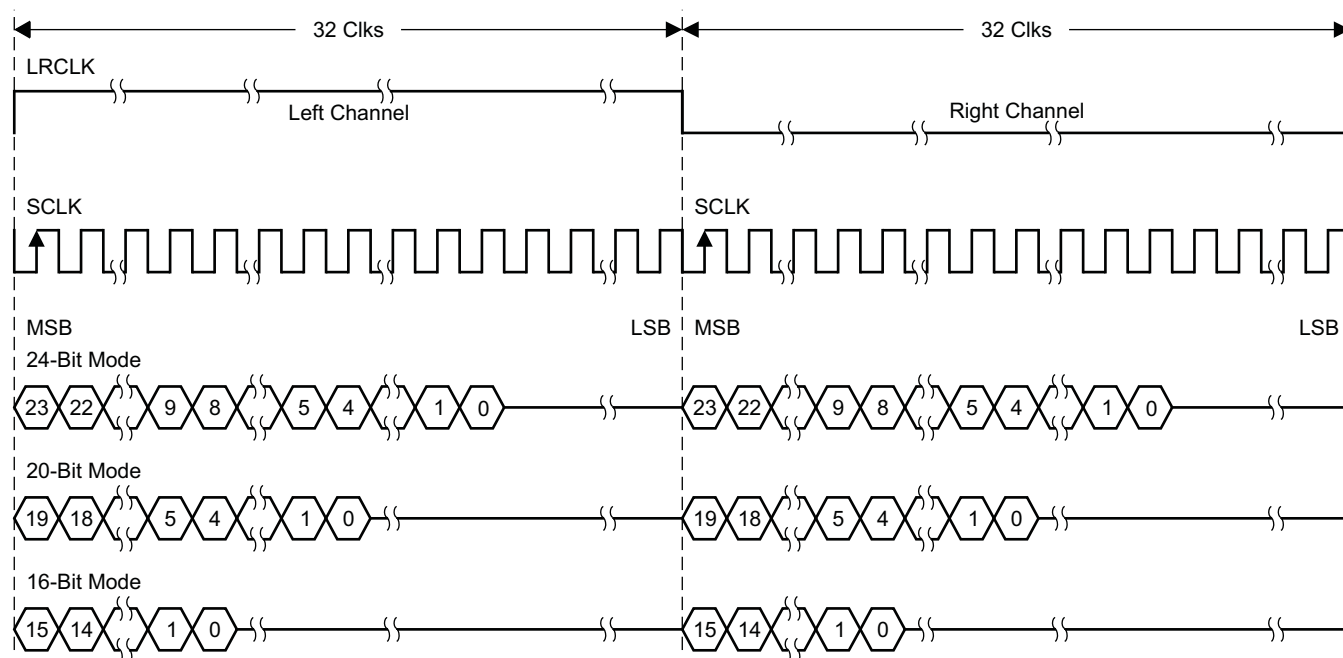 32 Clks 32 Clks
LRCLK
Left Channel Right Channel
SCLK SCLK
MSB LSB MSB LSB
24-Bit Mode
23 22 9 8 5 4 1 0 23 22 9 8 5 4 1 0
20-Bit Mode
19 18 5 4 1 0 19 18 5 4 1 0
16-Bit Mode
15 14 1 0 15 14 1 0